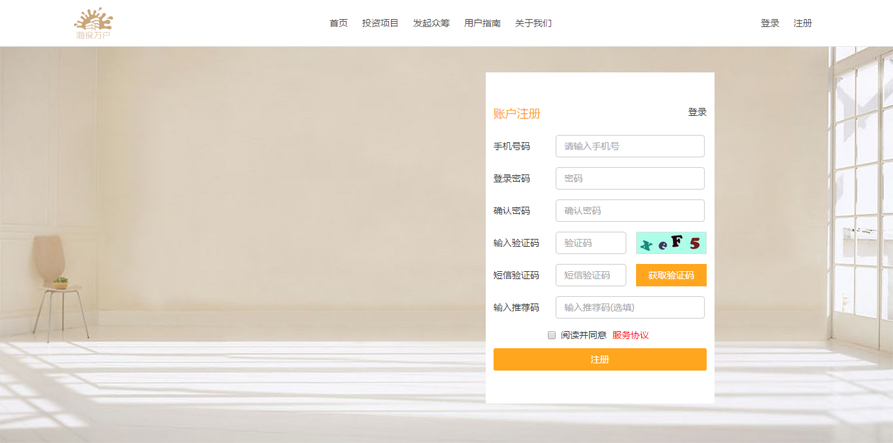 海投万户
首页 投资项目 发起众筹 用户指南 关于我们 登录 注册
账户注册 登录
手机号码 请输入手机号
登录密码 密码
确认密码 确认密码
输入验证码 验证码 xeF5
短信验证码 短信验证码 获取验证码
输入推荐码 输入推荐码(选填)
阅读并同意 服务协议
注册